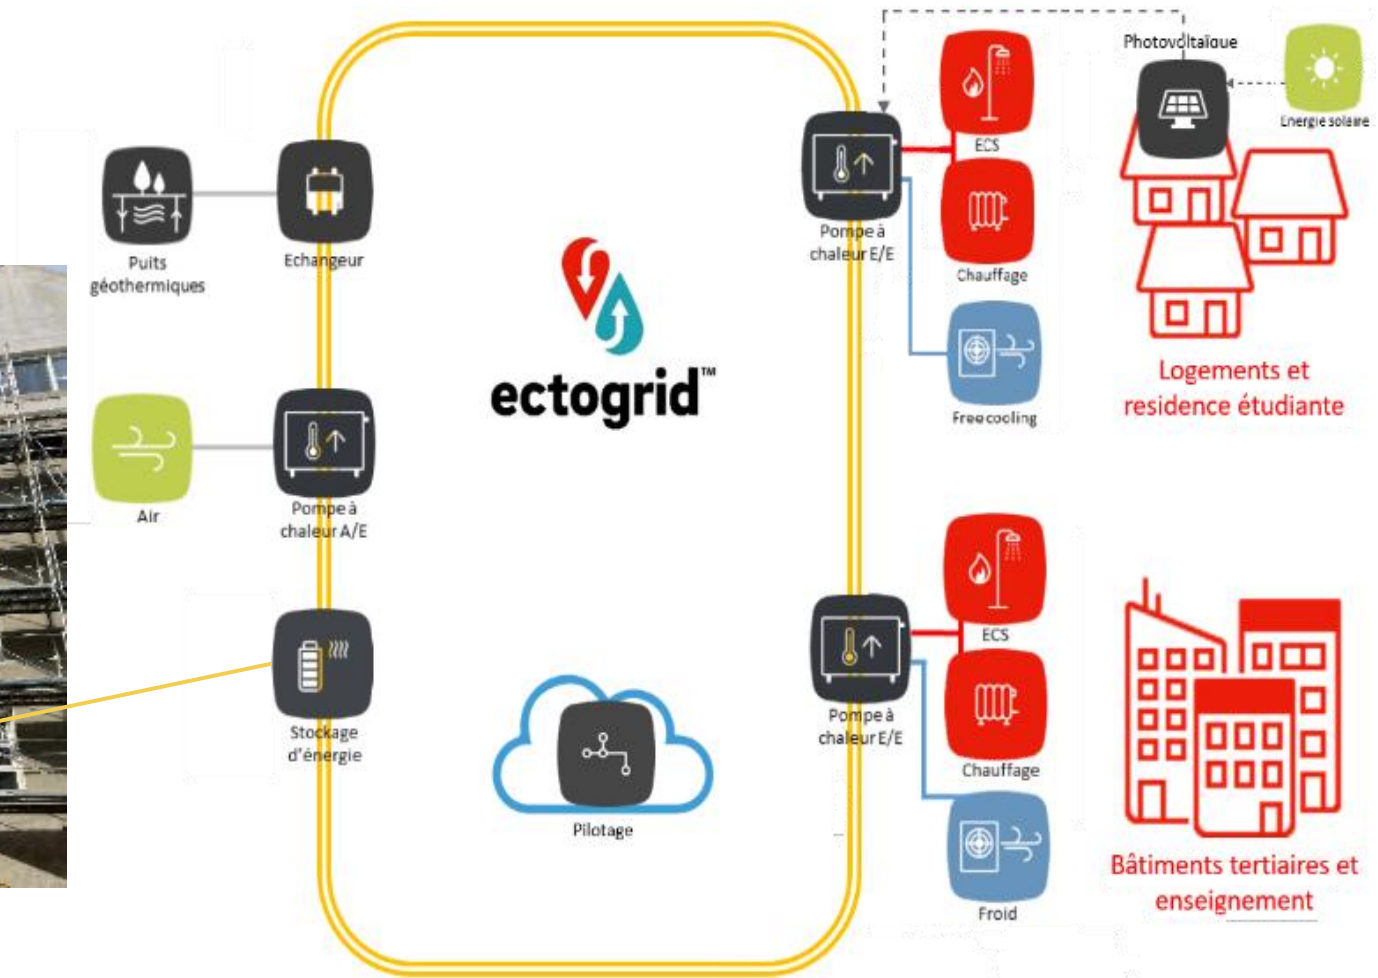 Photovoltaïque
Energie solaire
ECS
Pompe à
chaleur E/E
Chauffage
Free cooling
Logements et
residence étudiante
Puits
géothermiques
Echangeur
ectogrid™
Air
Pompe à
chaleur A/E
Stockage
d'énergie
Pilotage
ECS
Pompe à
chaleur E/E
Chauffage
Froid
Bâtiments tertiaires et
enseignement